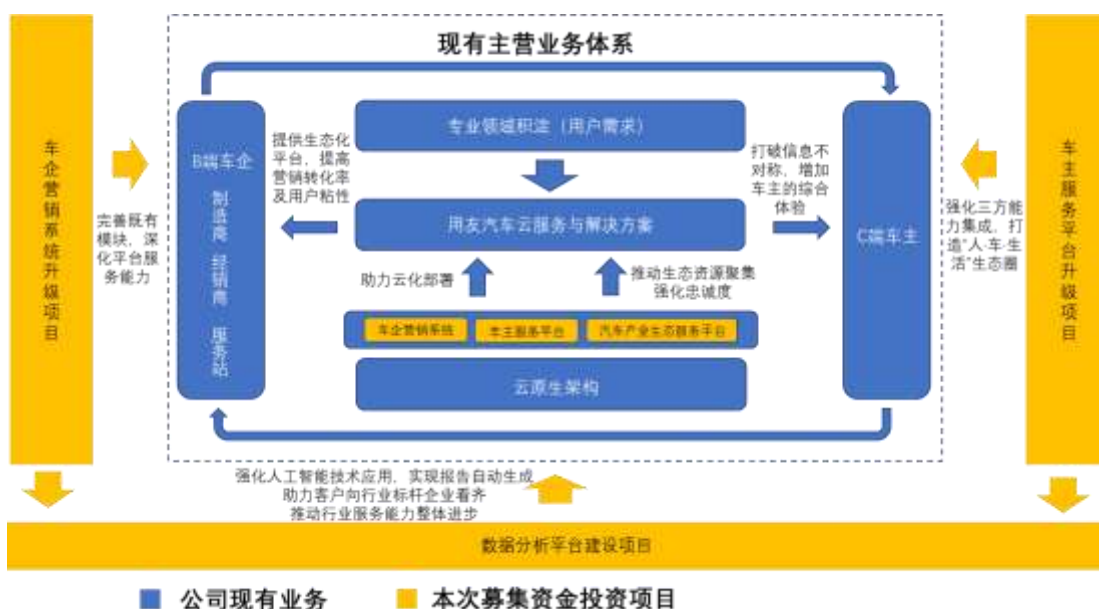 现有主营业务体系
车企营销系统升级项目
完善既有
模块，深
化平台服
务能力
B端车企
制造商
经销商
服务站
提供生态化
平台，提高
营销转化率
及用户粘性
专业领域积淀（用户需求）
用友汽车云服务与解决方案
助力云化部署
推动生态资源聚集
强化忠诚度
车企营销系统
车主服务平台
汽车产业生态服务平台
云原生架构
打破信息不
对称，增加
车主的综合
体验
C端车主
强化三方能
力集成，打
造“人·车·生
活”生态圈
车主服务平台升级项目
强化人工智能技术应用，实现报告自动生成
助力客户向行业标杆企业看齐
推动行业服务能力整体进步
数据分析平台建设项目
公司现有业务
本次募集资金投资项目